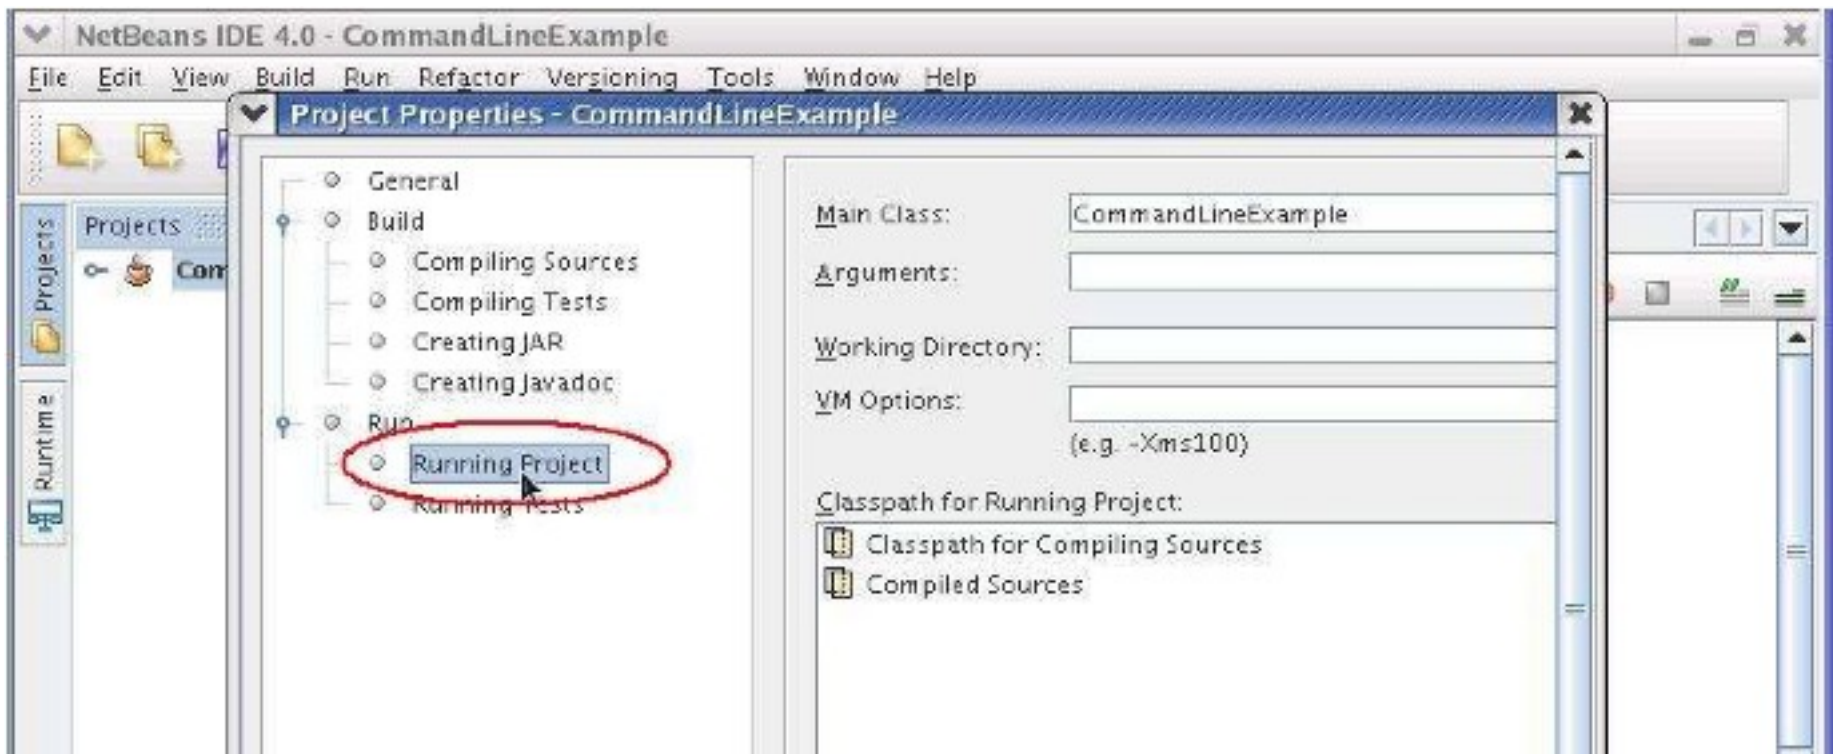 NetBeans IDE 4.0 - CommandLineExample
File Edit View Build Run Refactor Versioning Tools Window Help
Project Properties - CommandLineExample
General
Build
Compiling Sources
Compiling Tests
Creating JAR
Creating Javadoc
Run
Running Project
Running Tests
Projects
Com
Projects
Runtime
Main Class: CommandLineExample
Arguments:
Working Directory:
VM Options:
(e.g. -Xms100)
Classpath for Running Project:
Classpath for Compiling Sources
Compiled Sources